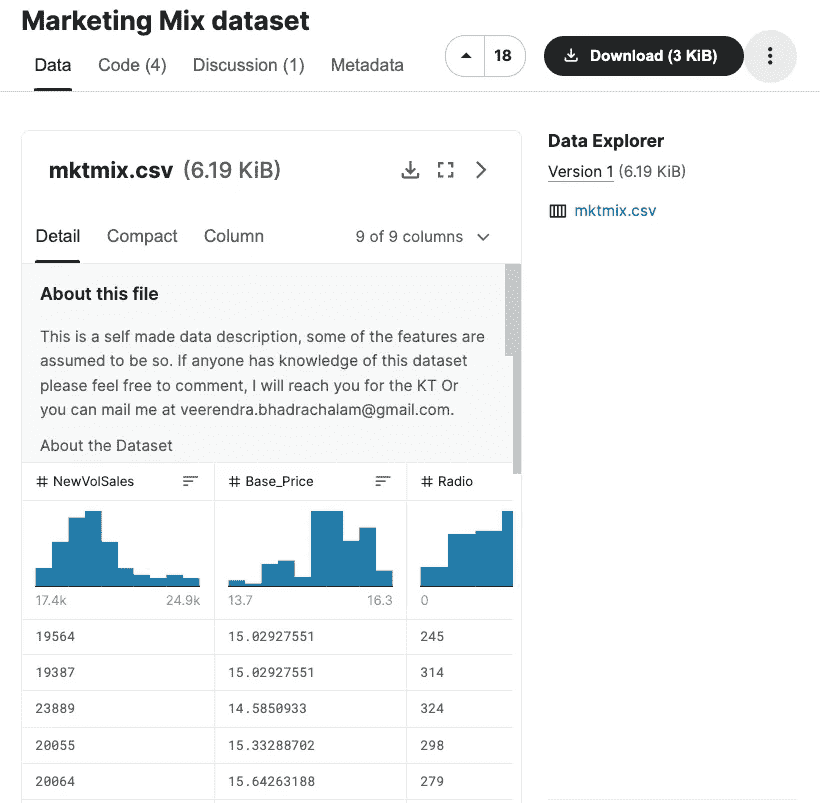 Marketing Mix dataset
Data Code (4) Discussion (1) Metadata
18
Download (3 KiB)
mktmix.csv (6.19 KiB)
Detail Compact Column 9 of 9 columns
About this file
This is a self made data description, some of the features are
assumed to be so. If anyone has knowledge of this dataset
please feel free to comment, I will reach you for the KT Or
you can mail me at veerendra.bhadrachalam@gmail.com.
About the Dataset
# NewVolSales # Base_Price # Radio
17.4k 24.9k 13.7 16.3 0
19564 15.02927551 245
19387 15.02927551 314
23889 14.5850933 324
20055 15.33288702 298
20064 15.64263188 279
Data Explorer
Version 1 (6.19 KiB)
mktmix.csv